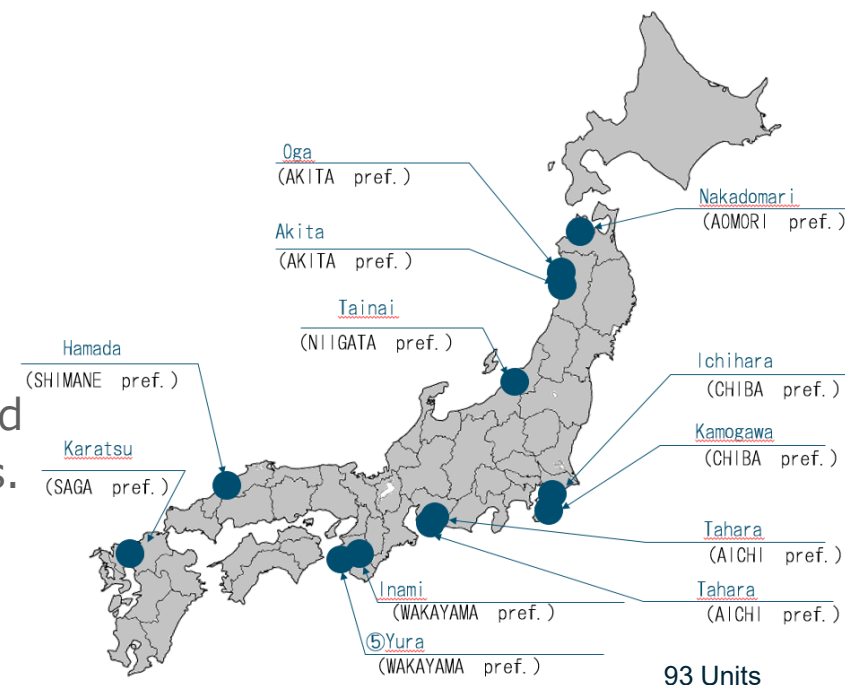 Oga
(AKITA pref.)
Nakadomari
(AOMORI pref.)
Akita
(AKITA pref.)
Tainai
(NIIGATA pref.)
Hamada
(SHIMANE pref.)
Ichihara
(CHIBA pref.)
d
Kamogawa
(CHIBA pref.)
Karatsu
s.
(SAGA pref.)
Tahara
(AICHI pref.)
Tahara
(AICHI pref.)
Inami
(WAKAYAMA pref.)
⑤Yura
(WAKAYAMA pref.)
93 Units